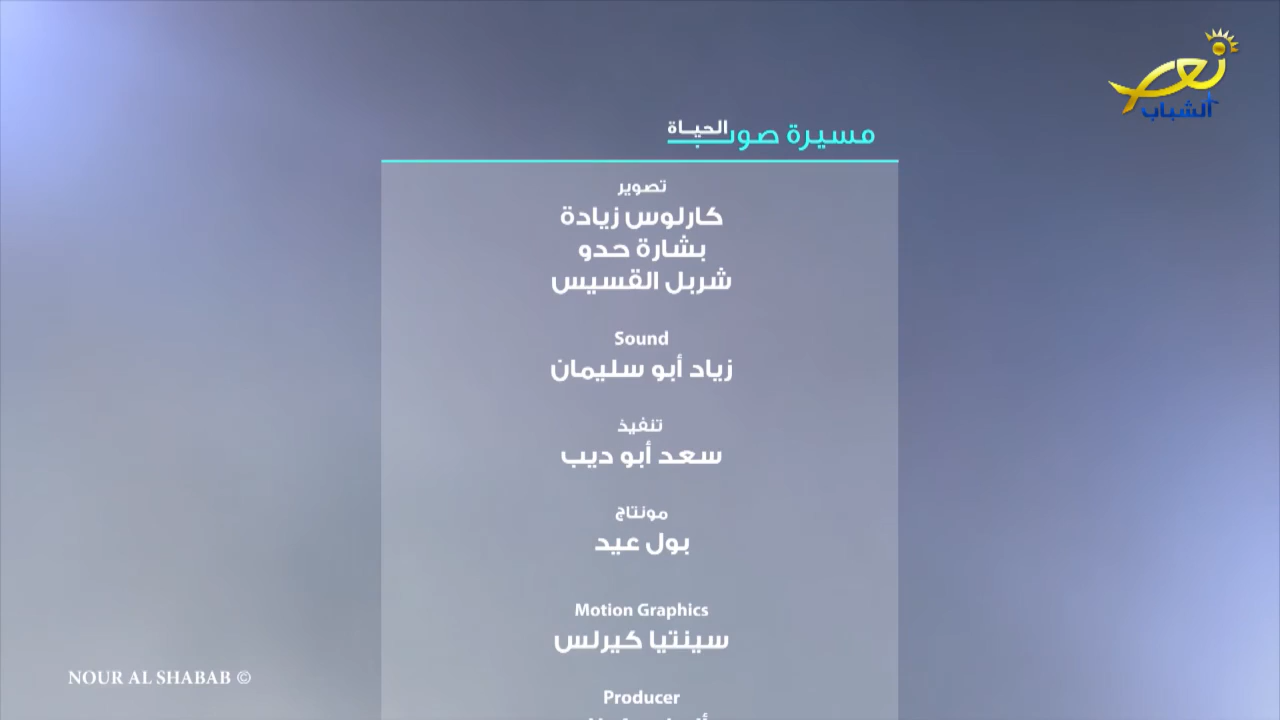 نور
الشباب
مسيرة صوب الحياة
تصوير
كارلوس زيادة
بشارة حدو
شربل القسيس
Sound
زياد أبو سليمان
تنفيذ
سعد أبو ديب
مونتاج
بول عيد
Motion Graphics
سينتيا كيرلس
NOUR AL SHABAB ©
Producer